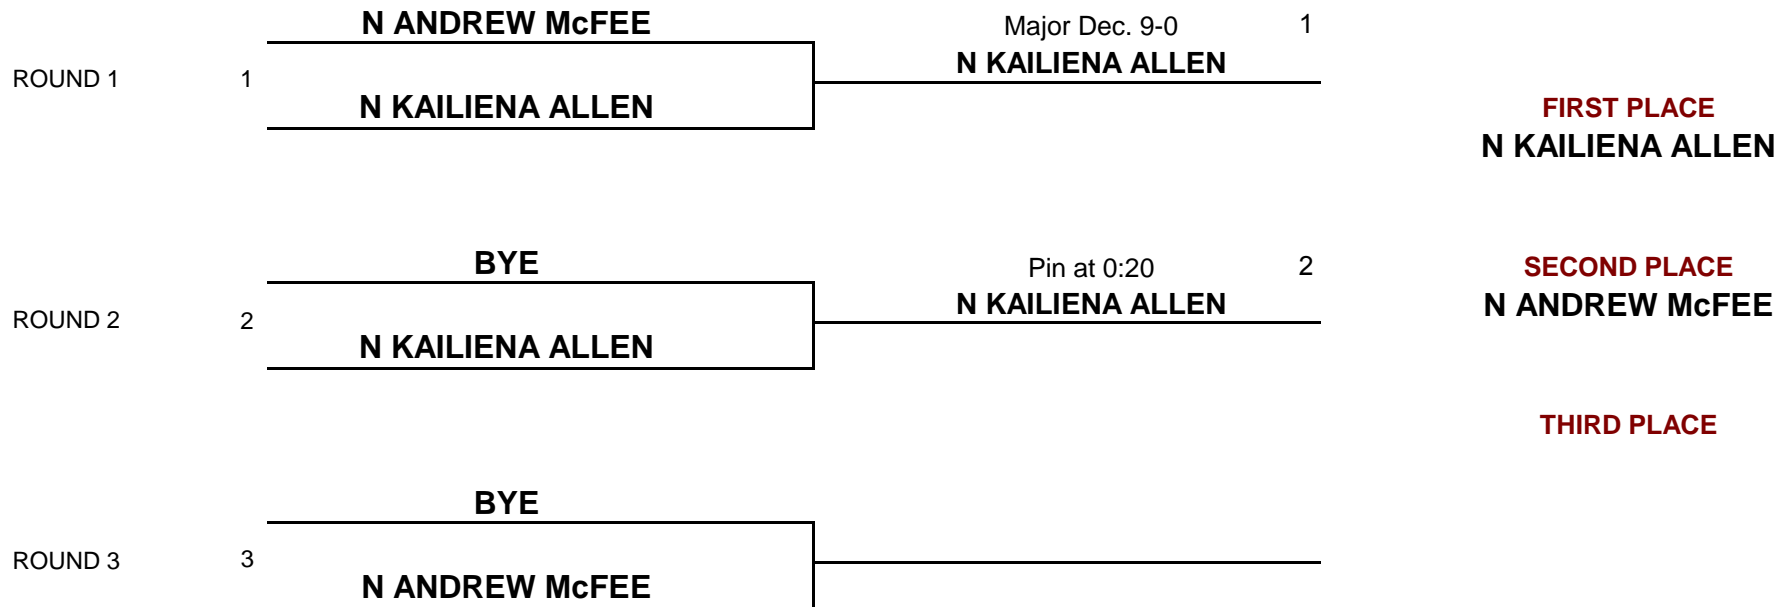 N ANDREW McFEE
Major Dec. 9-0 1
N KAILIENA ALLEN
ROUND 1 1
N KAILIENA ALLEN
FIRST PLACE
N KAILIENA ALLEN
BYE
Pin at 0:20 2
SECOND PLACE
N KAILIENA ALLEN
N ANDREW McFEE
ROUND 2 2
N KAILIENA ALLEN
THIRD PLACE
BYE
ROUND 3 3
N ANDREW McFEE